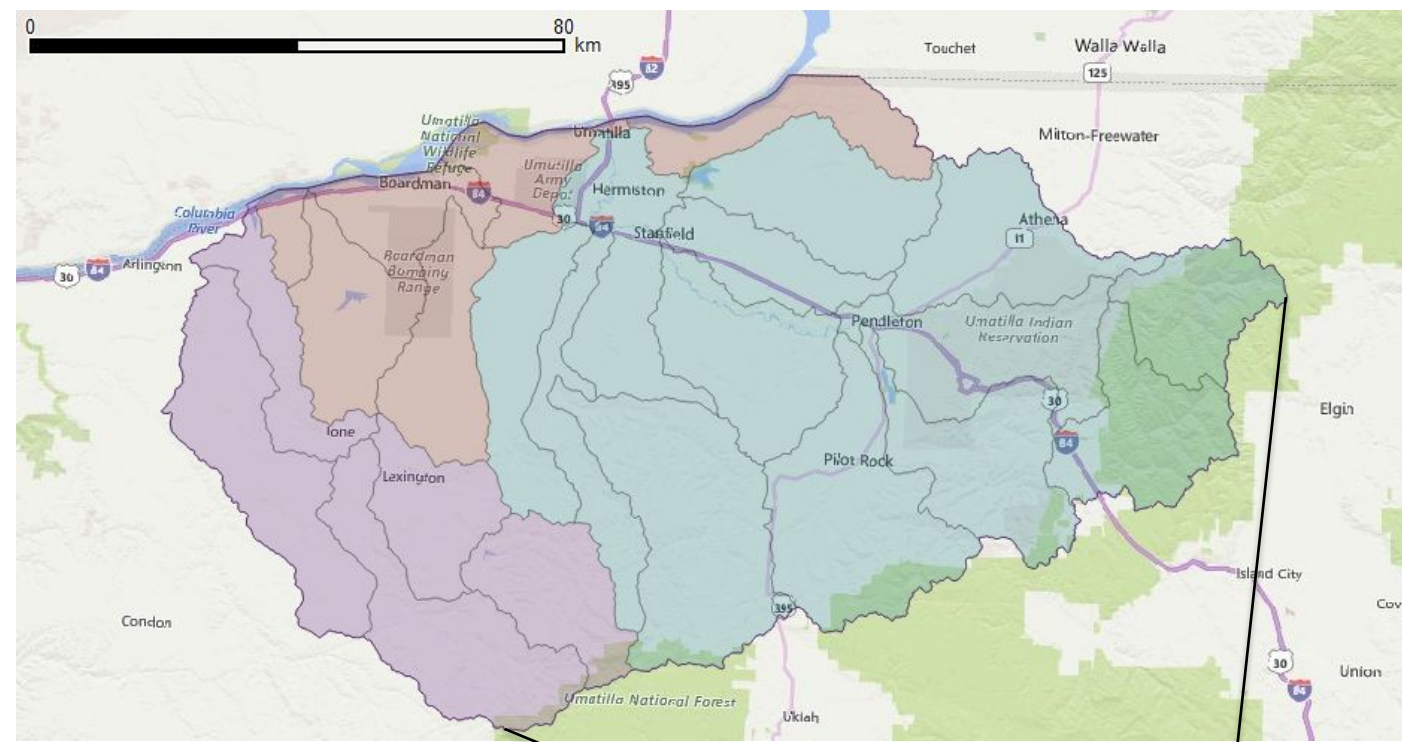 0
80
km
Touchet
Walla Walla
125
82
395
Umatilla
National
Wildlife
Refuge
Umatilla
Milton-Freewater
Boardman
84
Umatilla
Army
Depot
Hermiston
30
84
Stanfield
Columbia
River
Athena
11
Arlington
30
84
Boardman
Bombing
Range
Pendleton
Umatilla Indian
Reservation
30
Elgin
84
Ione
Lexington
Pilot Rock
Island City
395
Condon
Cov
30
Union
84
Umatilla National Forest
Ukiah